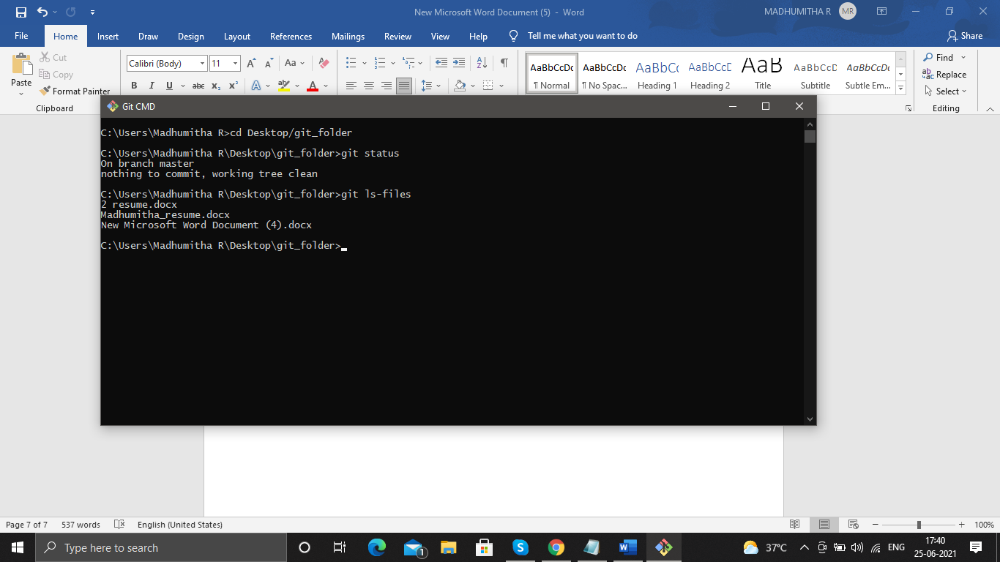 New Microsoft Word Document (5) - Word
MADHUMITHA R MR
File Home Insert Draw Design Layout References Mailings Review View Help Tell me what you want to do Share
Paste
Cut
Copy
Format Painter
Clipboard
Calibri (Body) 11 A A Aa
B I U abc x₂ x² A ab A
AaBbCcDc AaBbCcDc AaBbCc AaBbCcD AaB AaBbCcD AaBbCcDc
¶ Normal ¶ No Spac... Heading 1 Heading 2 Title Subtitle Subtle Em...
Find
Replace
Select
Editing
Git CMD
C:\Users\Madhumitha R>cd Desktop/git_folder
C:\Users\Madhumitha R\Desktop\git_folder>git status
On branch master
nothing to commit, working tree clean
C:\Users\Madhumitha R\Desktop\git_folder>git ls-files
2 resume.docx
Madhumitha_resume.docx
New Microsoft Word Document (4).docx
C:\Users\Madhumitha R\Desktop\git_folder>
Page 7 of 7 537 words English (United States) 100%
Type here to search
1
37°C
ENG
17:40
25-06-2021